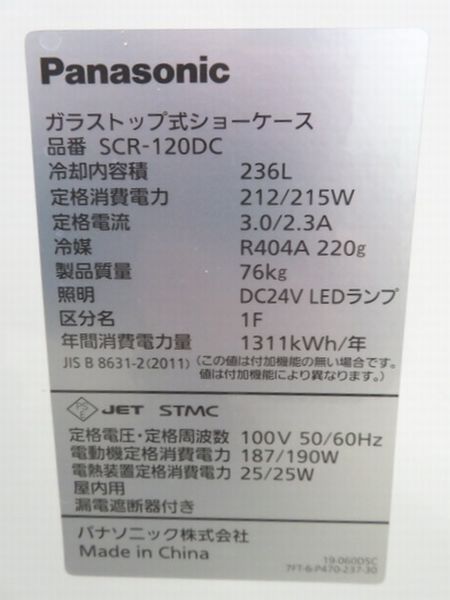 Panasonic
ガラストップ式ショーケース
品番 SCR-120DC
冷却内容積 236L
定格消費電力 212/215W
定格電流 3.0/2.3A
冷媒 R404A 220g
製品質量 76kg
照明 DC24V LEDランプ
区分名 1F
年間消費電力量 1311kWh/年
JIS B 8631-2(2011) (この値は付加機能の無い場合です。
値は付加機能により異なります。)
PS E JET STMC
定格電圧・定格周波数 100V 50/60Hz
電動機定格消費電力 187/190W
電熱装置定格消費電力 25/25W
屋内用
漏電遮断器付き
パナソニック株式会社
Made in China
19-060DSC
7FT-6-P470-237-30